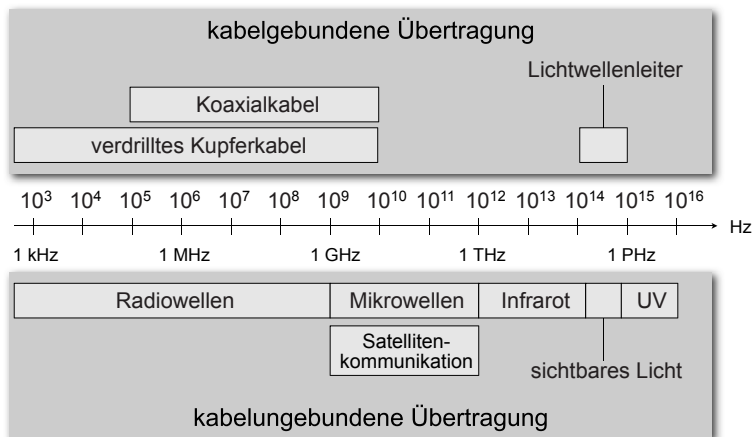 kabelgebundene Übertragung
Lichtwellenleiter
Koaxialkabel
verdrilltes Kupferkabel
10³ 10⁴ 10⁵ 10⁶ 10⁷ 10⁸ 10⁹ 10¹⁰ 10¹¹ 10¹² 10¹³ 10¹⁴ 10¹⁵ 10¹⁶
Hz
1 kHz 1 MHz 1 GHz 1 THz 1 PHz
Radiowellen Mikrowellen Infrarot UV
Satelliten-
kommunikation
sichtbares Licht
kabelungebundene Übertragung